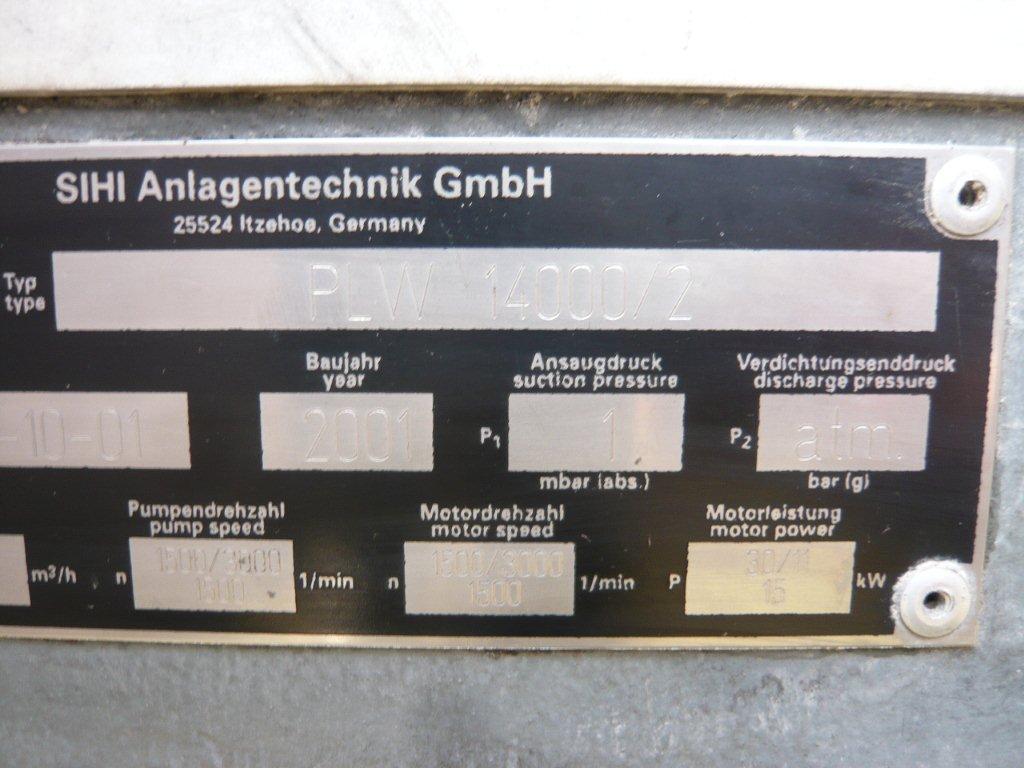 SIHI Anlagentechnik GmbH
25524 Itzehoe, Germany
Typ
type
PLW 14000/2
Baujahr
year
Ansaugdruck
suction pressure
Verdichtungsenddruck
discharge pressure
-10-01
2001
P1
1
P2
atm.
mbar (abs.)
bar (g)
Pumpendrehzahl
pump speed
Motordrehzahl
motor speed
Motorleistung
motor power
m³/h
n
1500/3000
1500
1/min
n
1500/3000
1500
1/min
P
30/11
15
kW